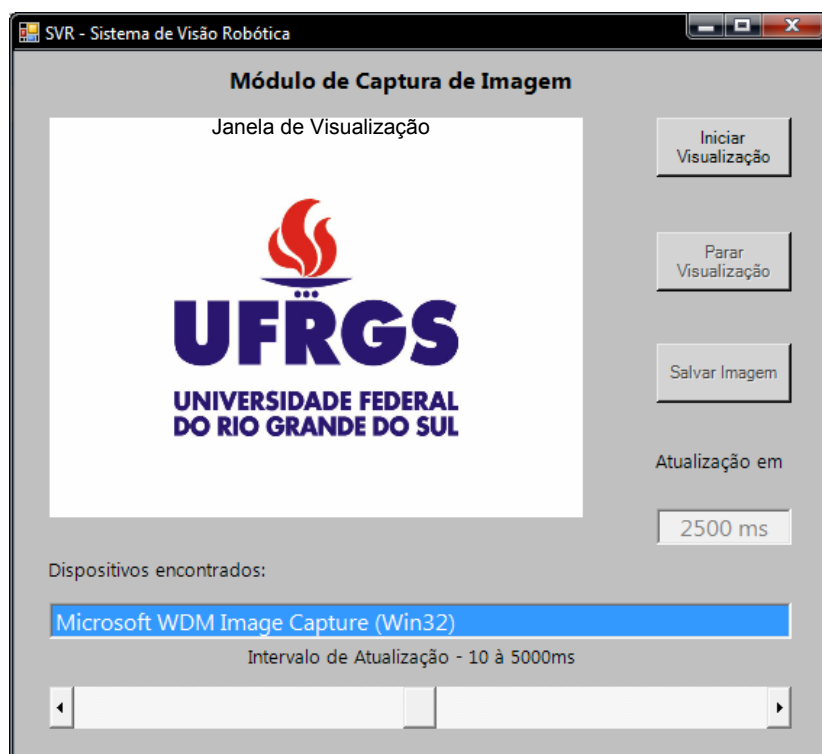 SVR - Sistema de Visão Robótica
Módulo de Captura de Imagem
Janela de Visualização
UFRGS
UNIVERSIDADE FEDERAL
DO RIO GRANDE DO SUL
Iniciar
Visualização
Parar
Visualização
Salvar Imagem
Atualização em
2500 ms
Dispositivos encontrados:
Microsoft WDM Image Capture (Win32)
Intervalo de Atualização - 10 à 5000ms